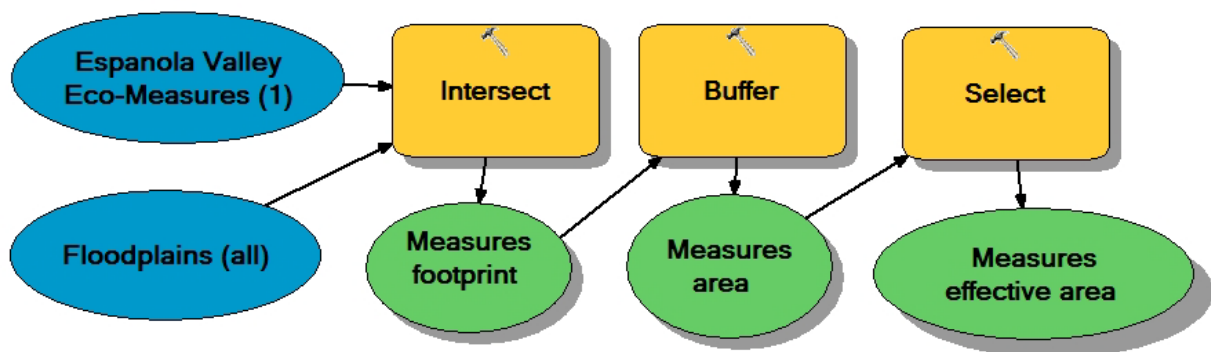 Espanola Valley
Eco-Measures (1)
Intersect
Buffer
Select
Floodplains (all)
Measures
footprint
Measures
area
Measures
effective area